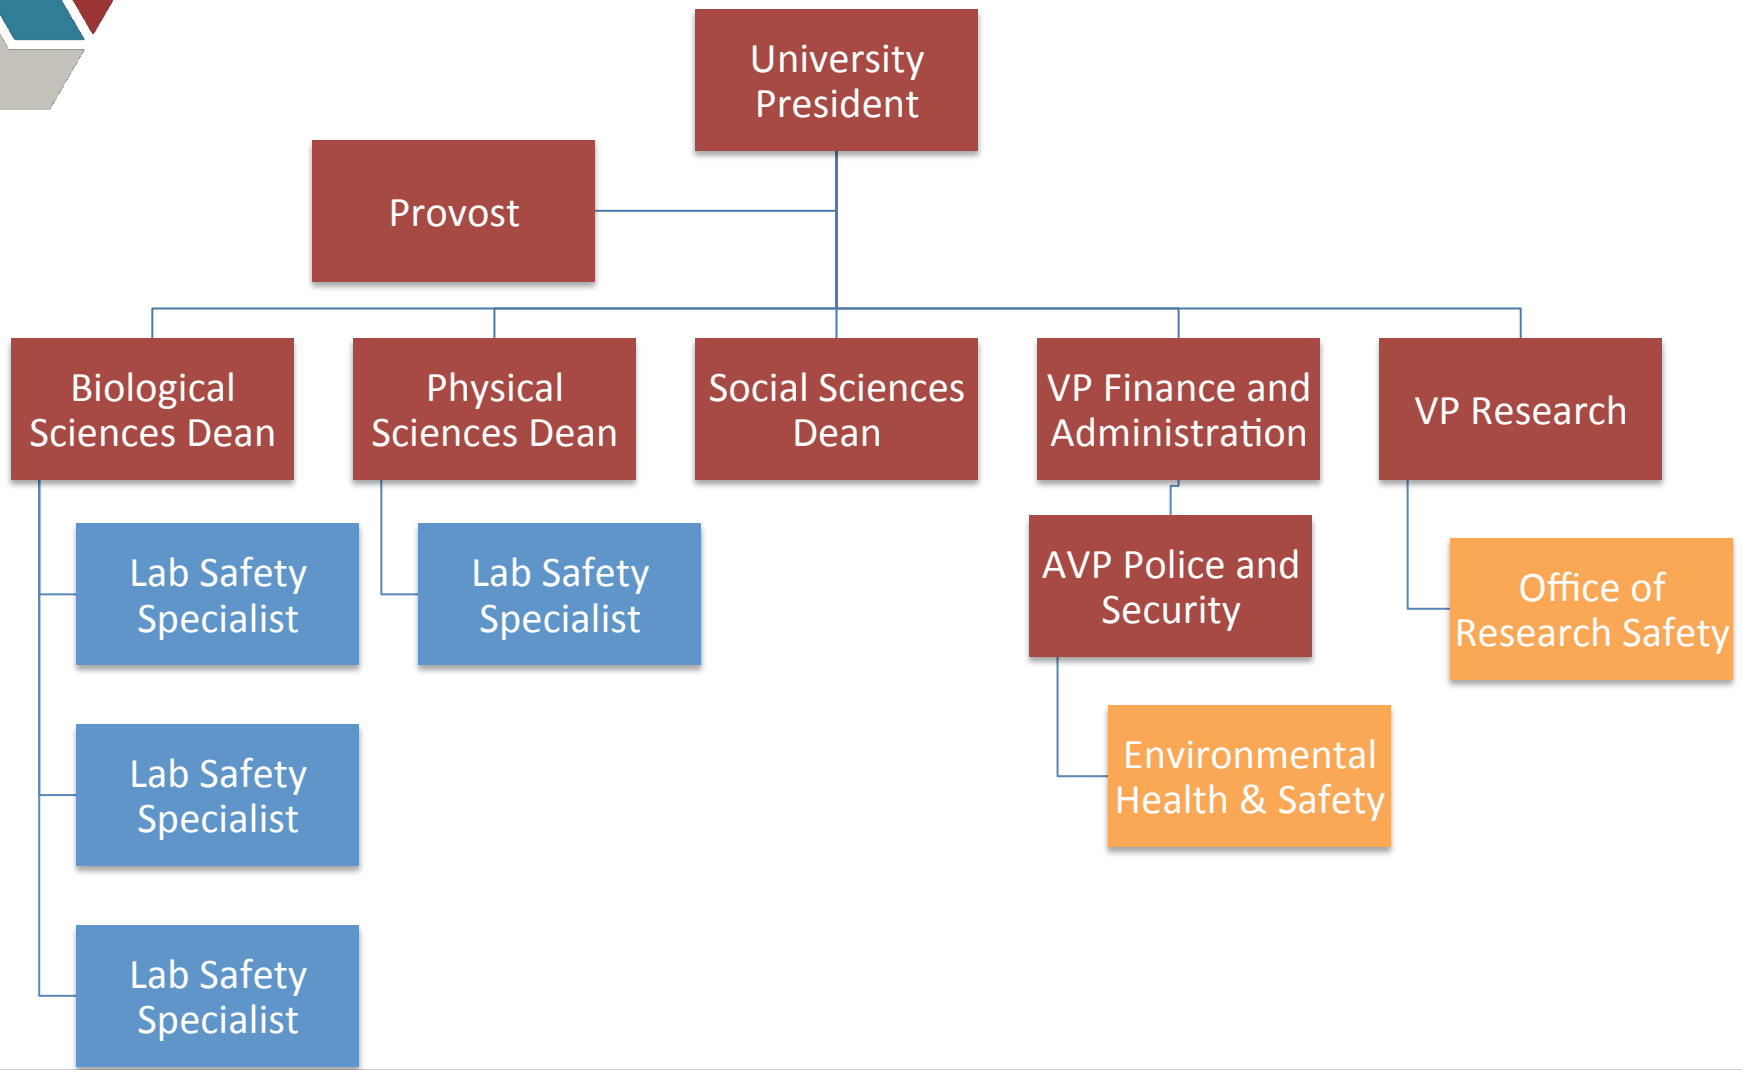 University
President
Provost
Biological
Sciences Dean
Physical
Sciences Dean
Social Sciences
Dean
VP Finance and
Administration
VP Research
Lab Safety
Specialist
Lab Safety
Specialist
AVP Police and
Security
Office of
Research Safety
Lab Safety
Specialist
Environmental
Health & Safety
Lab Safety
Specialist